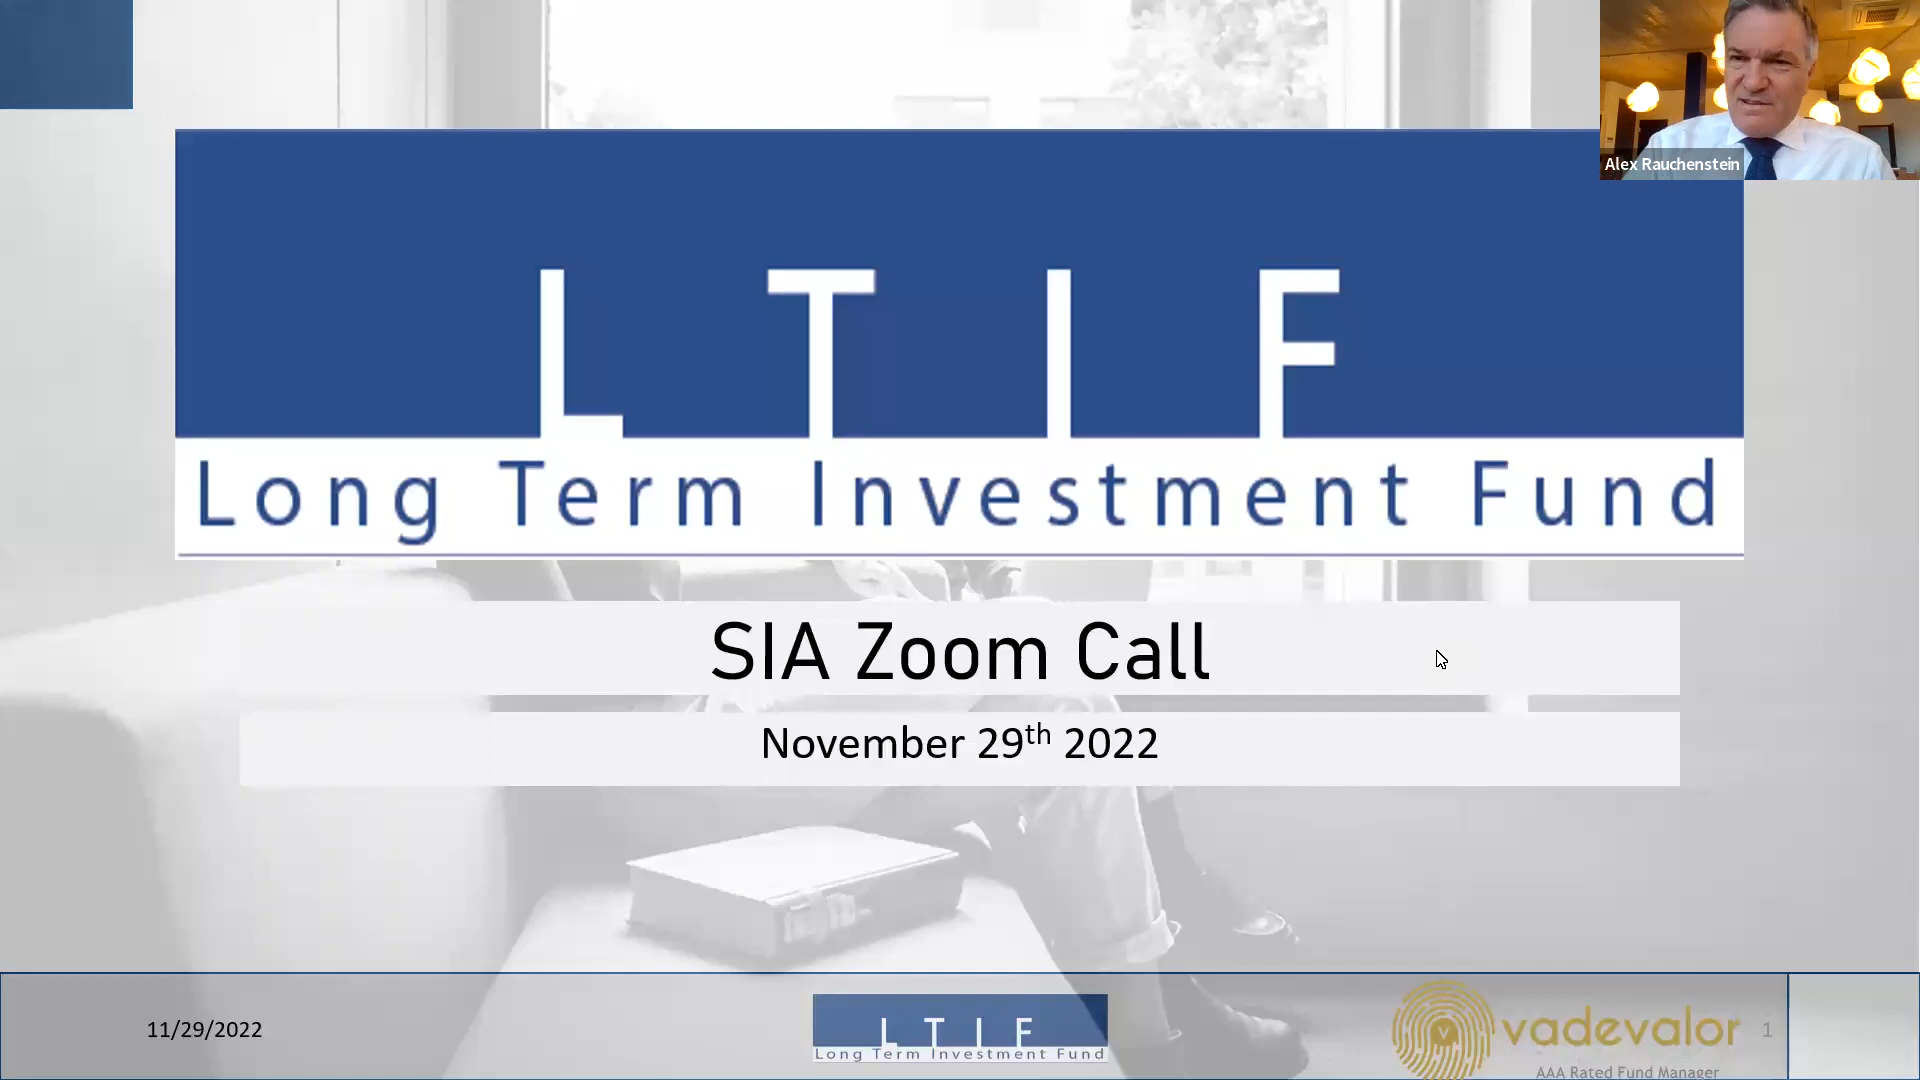 Alex Rauchenstein
L T I F
Long Term Investment Fund
SIA Zoom Call
November 29th 2022
11/29/2022
L T I F
Long Term Investment Fund
vadevalor
AAA Rated Fund Manager
1